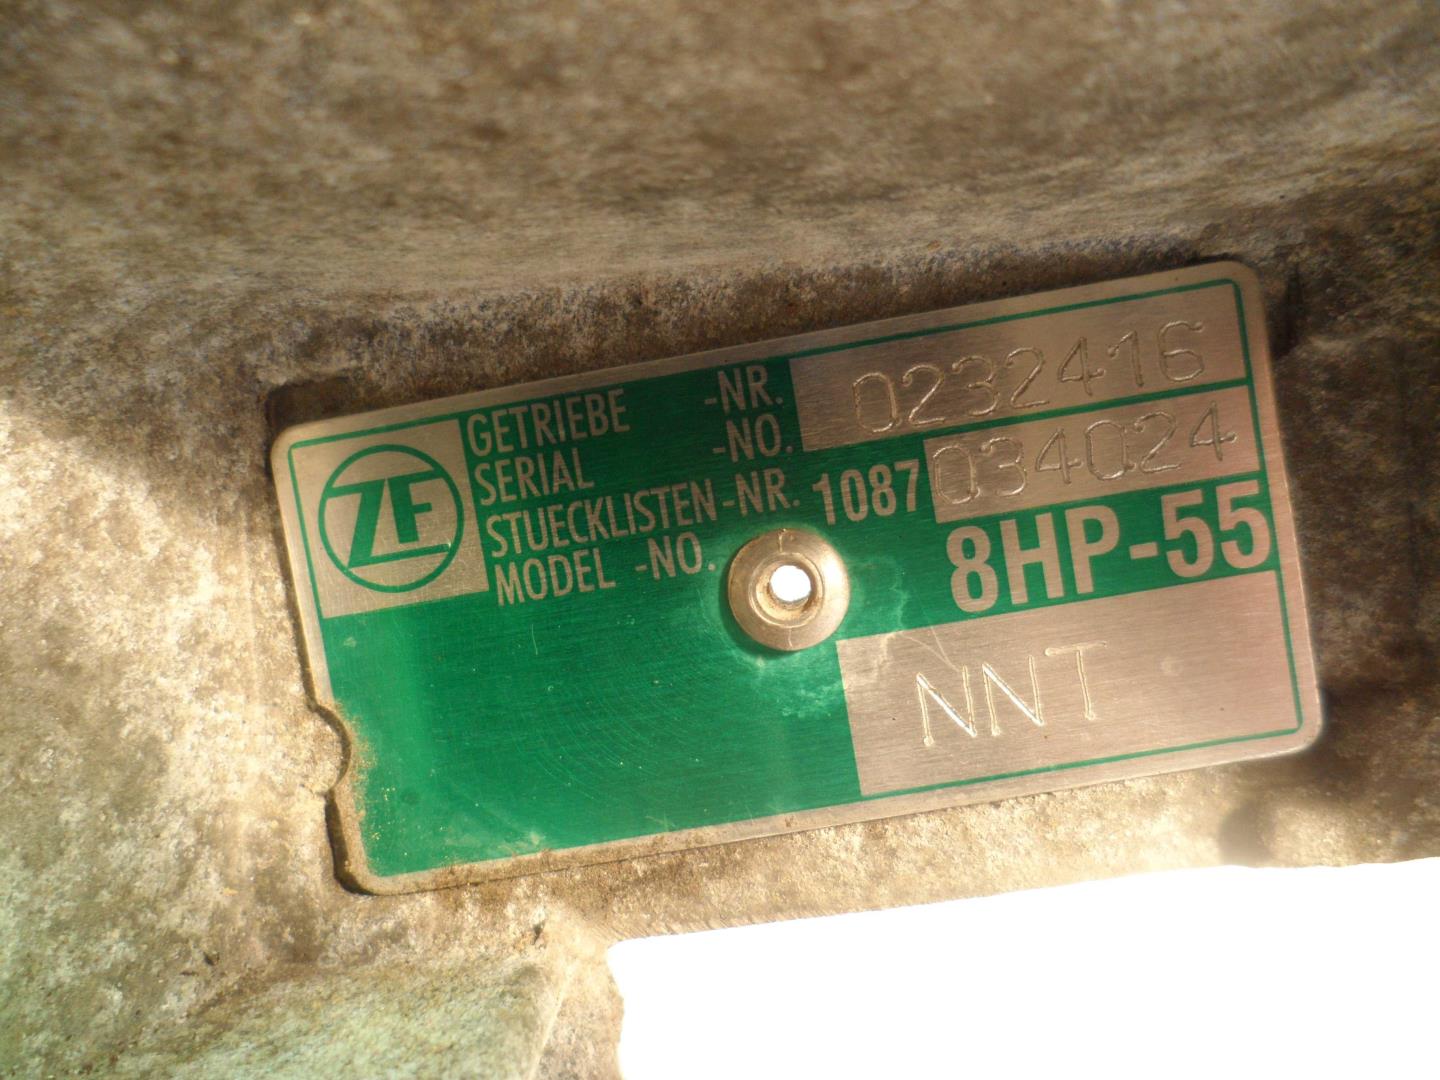 ZF
GETRIEBE -NR. 0232416
SERIAL -NO.
STUECKLISTEN-NR. 1087 034024
MODEL -NO. 8HP-55
NNT